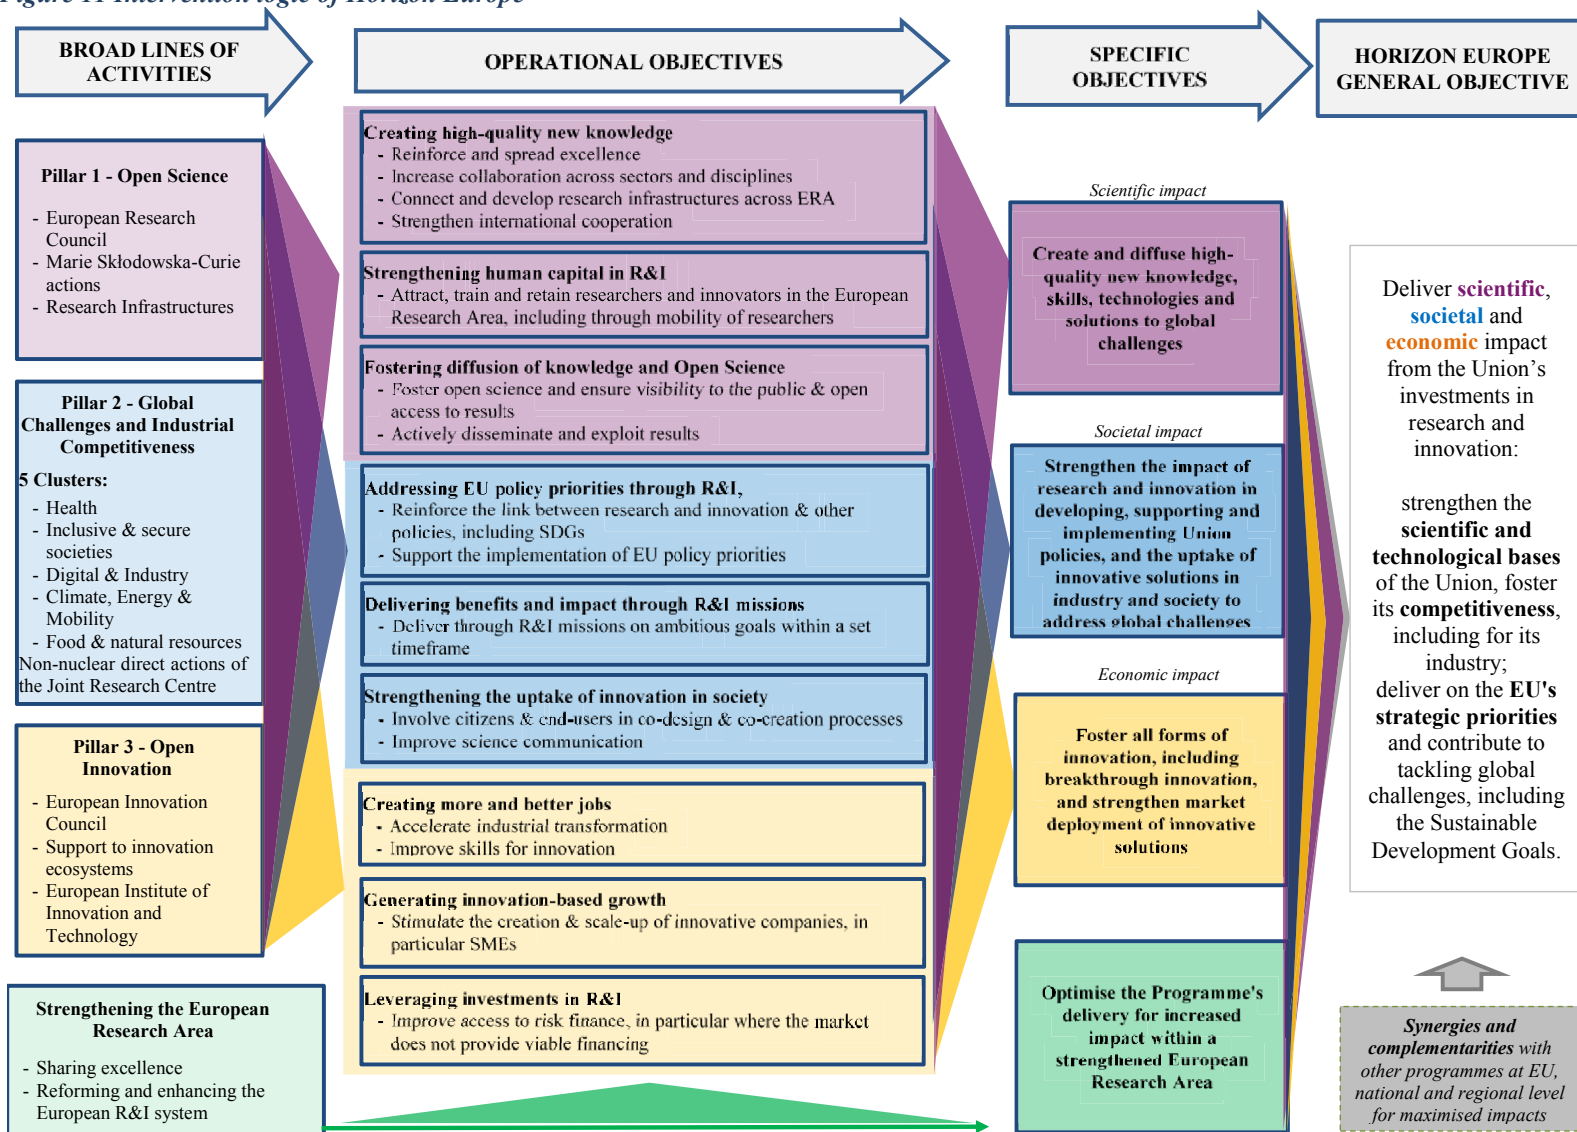 Figure 11 Intervention logic of Horizon Europe
BROAD LINES OF
ACTIVITIES
OPERATIONAL OBJECTIVES
SPECIFIC
OBJECTIVES
HORIZON EUROPE
GENERAL OBJECTIVE
Pillar 1 - Open Science
- European Research
Council
- Marie Skłodowska-Curie
actions
- Research Infrastructures
Pillar 2 - Global
Challenges and Industrial
Competitiveness
5 Clusters:
- Health
- Inclusive & secure
societies
- Digital & Industry
- Climate, Energy &
Mobility
- Food & natural resources
Non-nuclear direct actions of
the Joint Research Centre
Pillar 3 - Open
Innovation
- European Innovation
Council
- Support to innovation
ecosystems
- European Institute of
Innovation and
Technology
Strengthening the European
Research Area
- Sharing excellence
- Reforming and enhancing the
European R&I system
Creating high-quality new knowledge
- Reinforce and spread excellence
- Increase collaboration across sectors and disciplines
- Connect and develop research infrastructures across ERA
- Strengthen international cooperation
Strengthening human capital in R&I
- Attract, train and retain researchers and innovators in the European
Research Area, including through mobility of researchers
Fostering diffusion of knowledge and Open Science
- Foster open science and ensure visibility to the public & open
access to results
- Actively disseminate and exploit results
Addressing EU policy priorities through R&I,
- Reinforce the link between research and innovation & other
policies, including SDGs
- Support the implementation of EU policy priorities
Delivering benefits and impact through R&I missions
- Deliver through R&I missions on ambitious goals within a set
timeframe
Strengthening the uptake of innovation in society
- Involve citizens & end-users in co-design & co-creation processes
- Improve science communication
Creating more and better jobs
- Accelerate industrial transformation
- Improve skills for innovation
Generating innovation-based growth
- Stimulate the creation & scale-up of innovative companies, in
particular SMEs
Leveraging investments in R&I
- Improve access to risk finance, in particular where the market
does not provide viable financing
Scientific impact
Create and diffuse high-
quality new knowledge,
skills, technologies and
solutions to global
challenges
Societal impact
Strengthen the impact of
research and innovation in
developing, supporting and
implementing Union
policies, and the uptake of
innovative solutions in
industry and society to
address global challenges
Economic impact
Foster all forms of
innovation, including
breakthrough innovation,
and strengthen market
deployment of innovative
solutions
Optimise the Programme's
delivery for increased
impact within a
strengthened European
Research Area
Deliver scientific,
societal and
economic impact
from the Union’s
investments in
research and
innovation:
strengthen the
scientific and
technological bases
of the Union, foster
its competitiveness,
including for its
industry;
deliver on the EU's
strategic priorities
and contribute to
tackling global
challenges, including
the Sustainable
Development Goals.
Synergies and
complementarities with
other programmes at EU,
national and regional level
for maximised impacts